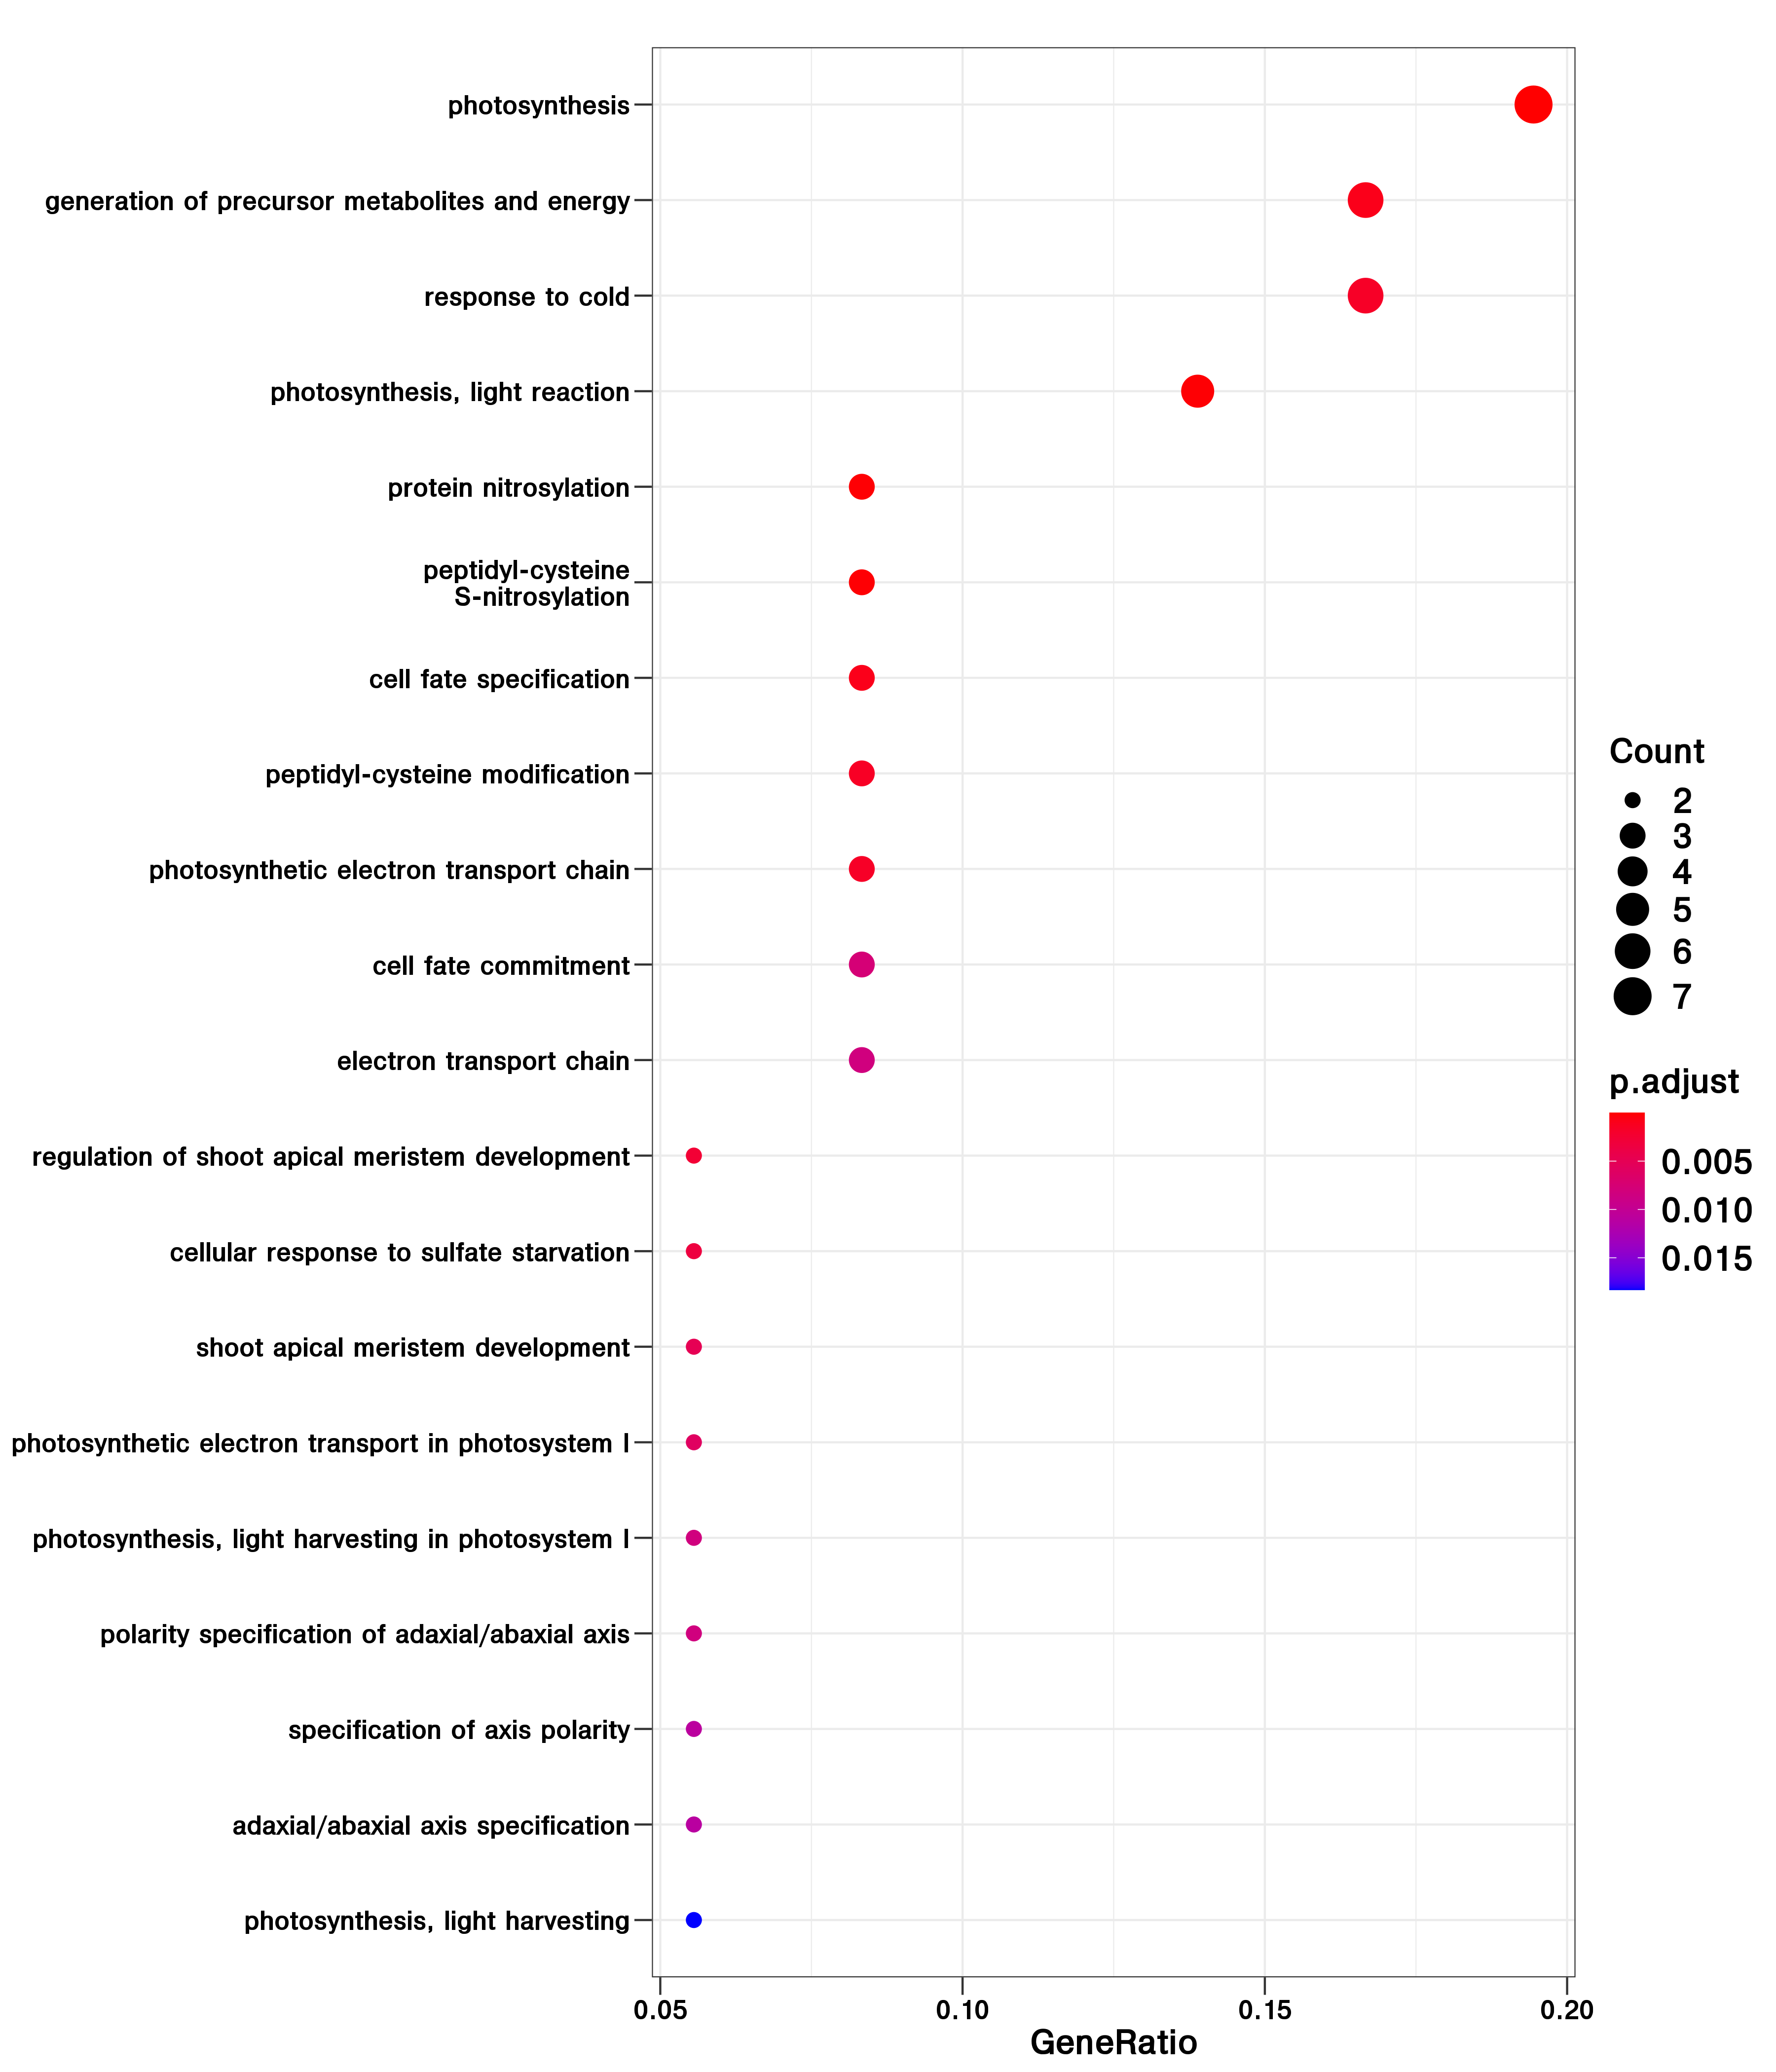 photosynthesis
generation of precursor metabolites and energy
response to cold
photosynthesis, light reaction
protein nitrosylation
peptidyl-cysteine
S-nitrosylation
cell fate specification
peptidyl-cysteine modification
photosynthetic electron transport chain
cell fate commitment
electron transport chain
regulation of shoot apical meristem development
cellular response to sulfate starvation
shoot apical meristem development
photosynthetic electron transport in photosystem I
photosynthesis, light harvesting in photosystem I
polarity specification of adaxial/abaxial axis
specification of axis polarity
adaxial/abaxial axis specification
photosynthesis, light harvesting
0.05 0.10 0.15 0.20
GeneRatio
Count
2
3
4
5
6
7
p.adjust
0.005
0.010
0.015